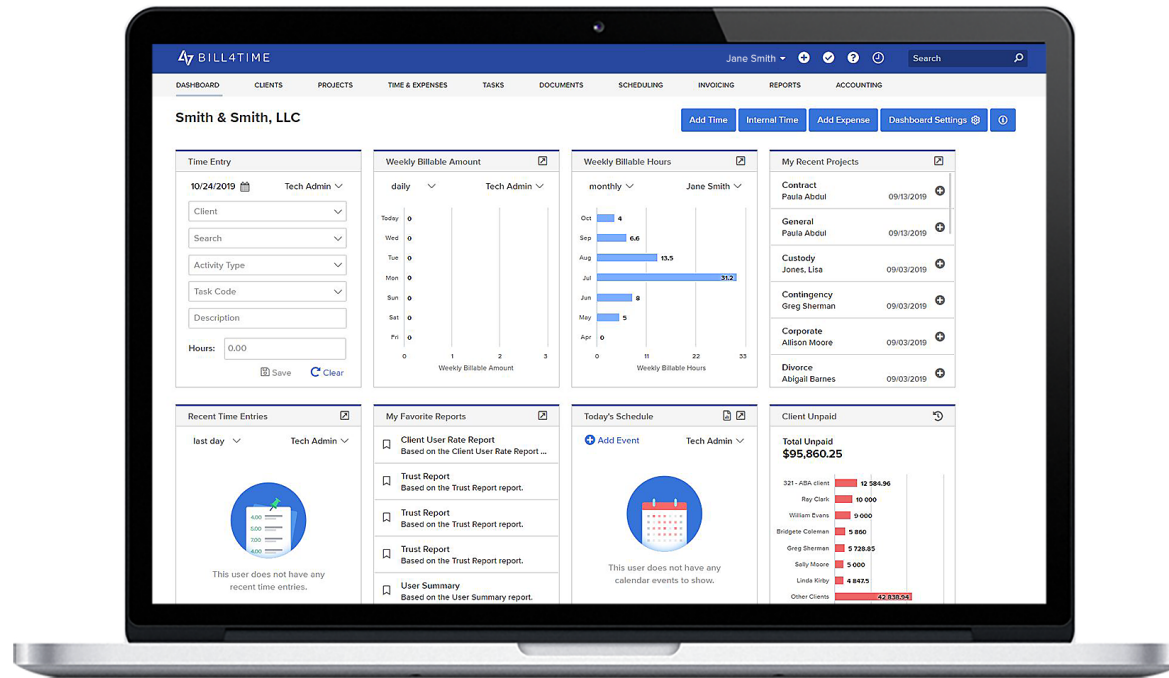 BILL4TIME
Jane Smith
Search
DASHBOARD CLIENTS PROJECTS TIME & EXPENSES TASKS DOCUMENTS SCHEDULING INVOICING REPORTS ACCOUNTING
Smith & Smith, LLC
Add Time Internal Time Add Expense Dashboard Settings
Time Entry
10/24/2019 Tech Admin
Client
Search
Activity Type
Task Code
Description
Hours: 0.00
Save Clear
Weekly Billable Amount
daily Tech Admin
Today 0
Wed 0
Tue 0
Mon 0
Sun 0
Sat 0
Fri 0
0 1 2 3
Weekly Billable Amount
Weekly Billable Hours
monthly Jane Smith
Oct 4
Sep 6.6
Aug 13.5
Jul 31.2
Jun 8
May 5
Apr 0
0 11 22 33
Weekly Billable Hours
My Recent Projects
Contract
Paula Abdul 09/13/2019
General
Paula Abdul 09/13/2019
Custody
Jones, Lisa 09/03/2019
Contingency
Greg Sherman 09/03/2019
Corporate
Allison Moore 09/03/2019
Divorce
Abigail Barnes 09/03/2019
Recent Time Entries
last day Tech Admin
4.00
5.00
7.00
This user does not have any
recent time entries.
My Favorite Reports
Client User Rate Report
Based on the Client User Rate Report ...
Trust Report
Based on the Trust Report report.
Trust Report
Based on the Trust Report report.
Trust Report
Based on the Trust Report report.
User Summary
Based on the User Summary report.
Today's Schedule
Add Event Tech Admin
This user does not have any
calendar events to show.
Client Unpaid
Total Unpaid
$95,860.25
321 - ABA client 12 584.96
Ray Clark 10 000
William Evans 9 000
Bridgete Coleman 5 860
Greg Sherman 5 728.85
Sally Moore 5 000
Linda Kirby 4 847.5
Other Clients 42 838.94